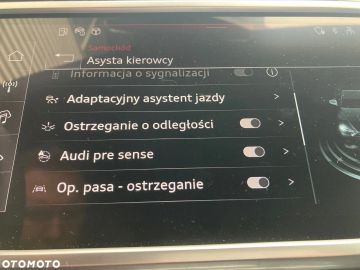 Samochód
Asysta kierowcy
Informacja o sygnalizacji
Adaptacyjny asystent jazdy
Ostrzeganie o odległości
Audi pre sense
Op. pasa - ostrzeganie
OTOMOTO